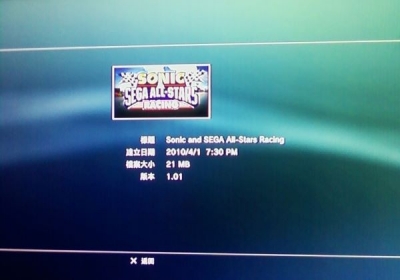 SONIC
SEGA ALL-STARS
RACING
標題 Sonic and SEGA All-Stars Racing
建立日期 2010/4/1 7:30 PM
檔案大小 21 MB
版本 1.01
✕ 返回